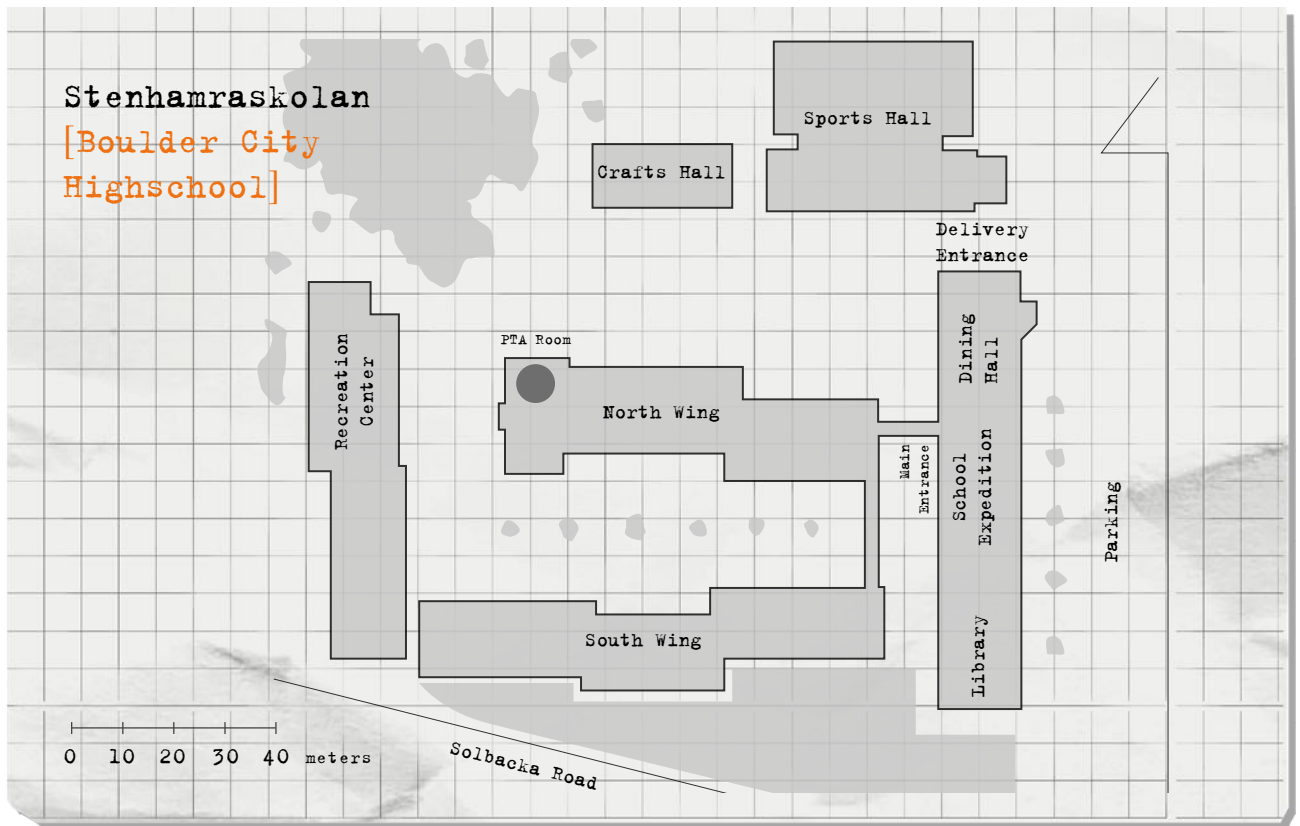 Stenhamraskolan
[Boulder City
Highschool]
Sports Hall
Crafts Hall
Delivery
Entrance
PTA Room
Recreation
Center
North Wing
Dining
Hall
Main
Entrance
School
Expedition
Parking
South Wing
Library
0 10 20 30 40 meters
Solbacka Road